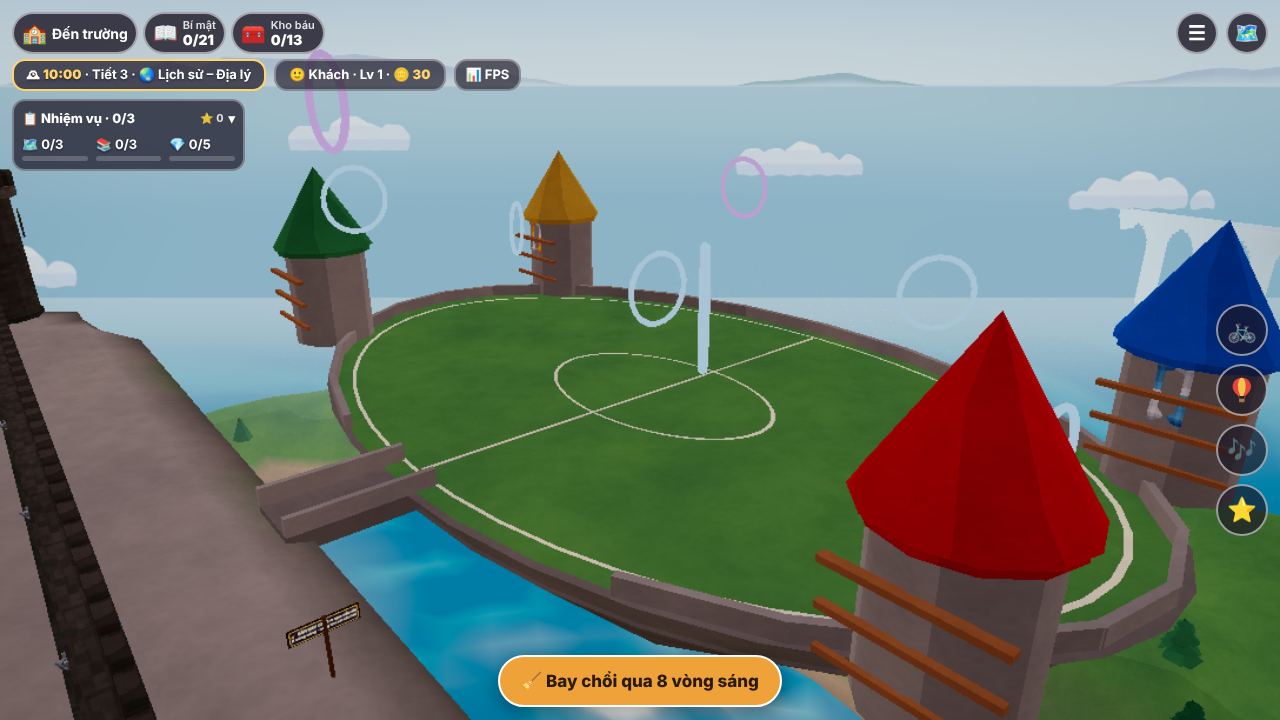 Đến trường
Bí mật
0/21
Kho báu
0/13
10:00 · Tiết 3 · Lịch sử – Địa lý
Khách · Lv 1 · 30
FPS
Nhiệm vụ · 0/3
0
0/3
0/3
0/5
Bay chổi qua 8 vòng sáng